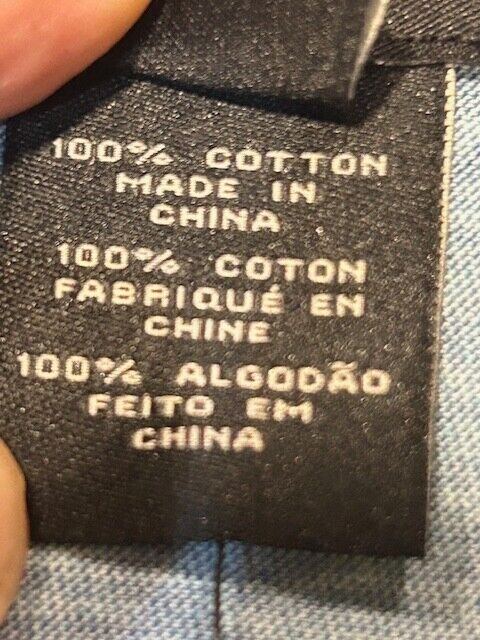 100% COTTON
MADE IN
CHINA
100% COTON
FABRIQUÉ EN
CHINE
100% ALGODÃO
FEITO EM
CHINA